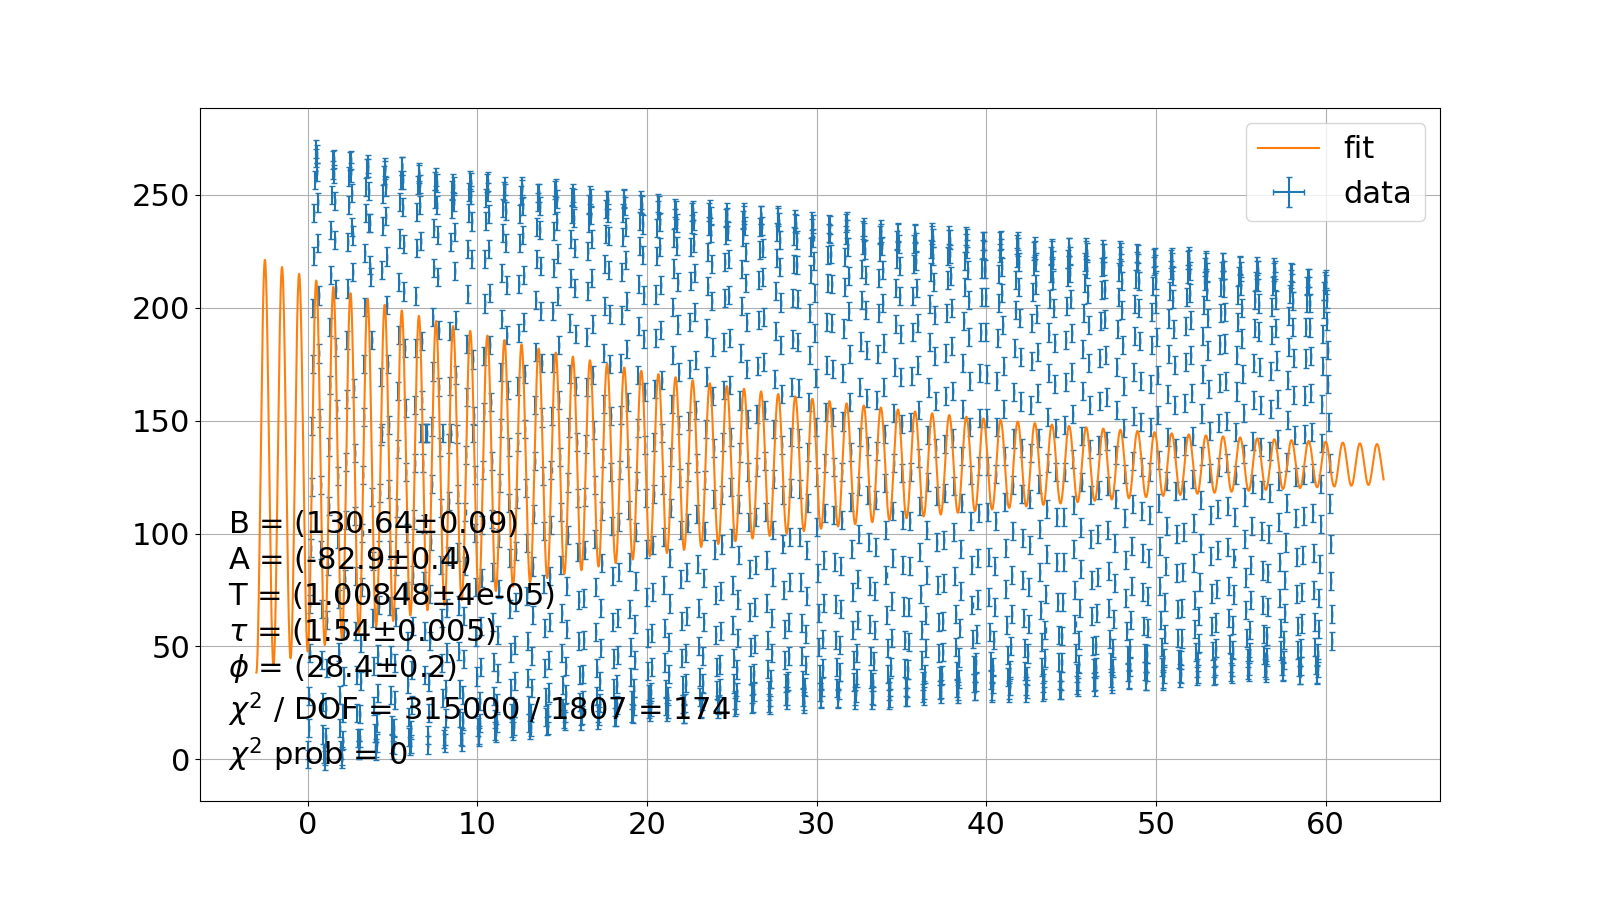 fit
data
250
200
150
100
50
0
B = (130.64±0.09)
A = (-82.9±0.4)
T = (1.00848±4e-05)
τ = (1.54±0.005)
ϕ = (28.4±0.2)
χ² / DOF = 315000 / 1807 = 174
χ² prob = 0
0 10 20 30 40 50 60